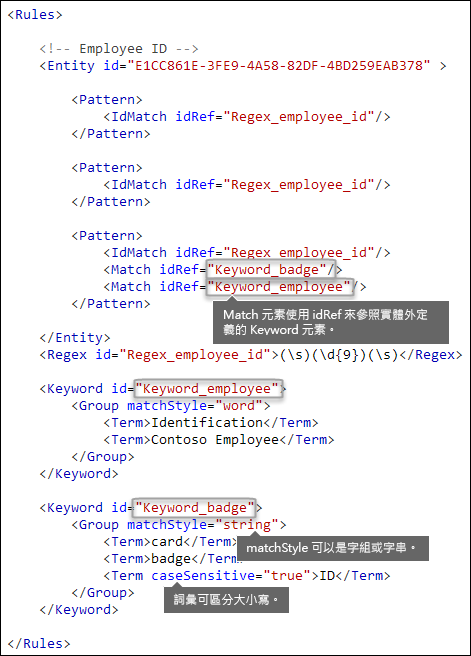 <Rules>
<!-- Employee ID -->
<Entity id="E1CC861E-3FE9-4A58-82DF-4BD259EAB378" >
<Pattern>
<IdMatch idRef="Regex_employee_id"/>
</Pattern>
<Pattern>
<IdMatch idRef="Regex_employee_id"/>
</Pattern>
<Pattern>
<IdMatch idRef="Regex_employee_id"/>
<Match idRef="Keyword_badge"/>
<Match idRef="Keyword_employee"/>
</Pattern>
Match 元素使用 idRef 來參照實體外定
義的 Keyword 元素。
</Entity>
<Regex id="Regex_employee_id">(\s)(\d{9})(\s)</Regex>
<Keyword id="Keyword_employee">
<Group matchStyle="word">
<Term>Identification</Term>
<Term>Contoso Employee</Term>
</Group>
</Keyword>
<Keyword id="Keyword_badge">
<Group matchStyle="string">
<Term>card</Term>
matchStyle 可以是字組或字串。
<Term>badge</Term>
<Term caseSensitive="true">ID</Term>
</Group>
詞彙可區分大小寫。
</Keyword>
</Rules>